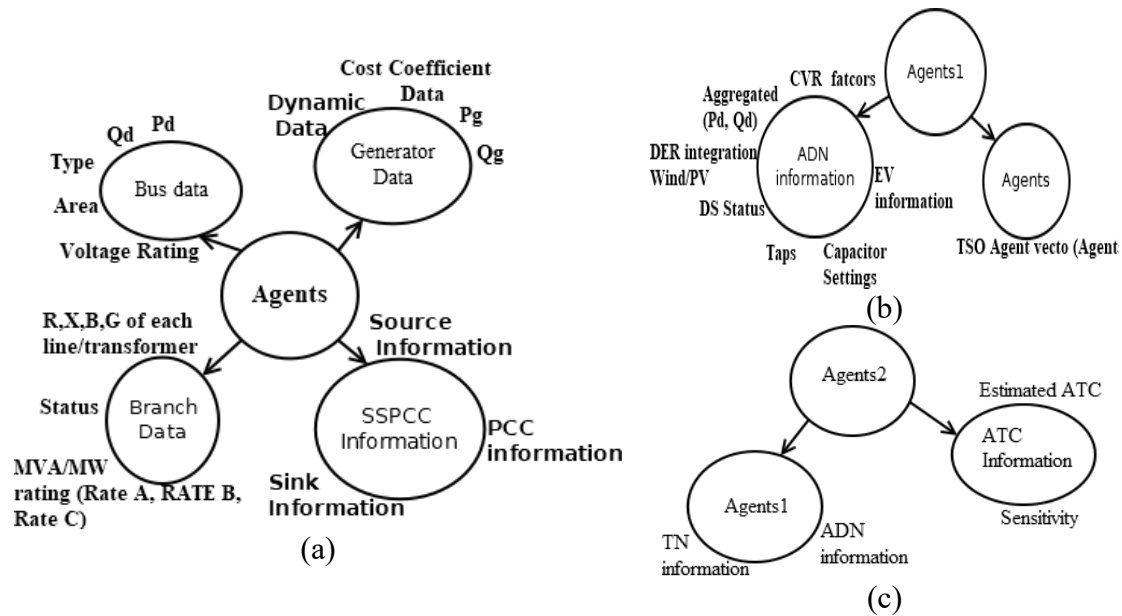 Cost Coefficient
Data
Dynamic
Data
Pg
Qg
Generator
Data
Pd
Qd
Type
Area
Bus data
Voltage Rating
Agents
R,X,B,G of each
line/transformer
Status
Branch
Data
MVA/MW
rating (Rate A, RATE B,
Rate C)
Source
Information
SSPCC
Information
PCC
information
Sink
Information
(a)
Agents1
CVR fatcors
Aggregated
(Pd, Qd)
DER integration
Wind/PV
ADN
information
EV
information
DS Status
Taps
Capacitor
Settings
Agents
TSO Agent vecto (Agent
(b)
Agents2
Estimated ATC
ATC
Information
Sensitivity
Agents1
TN
information
ADN
information
(c)